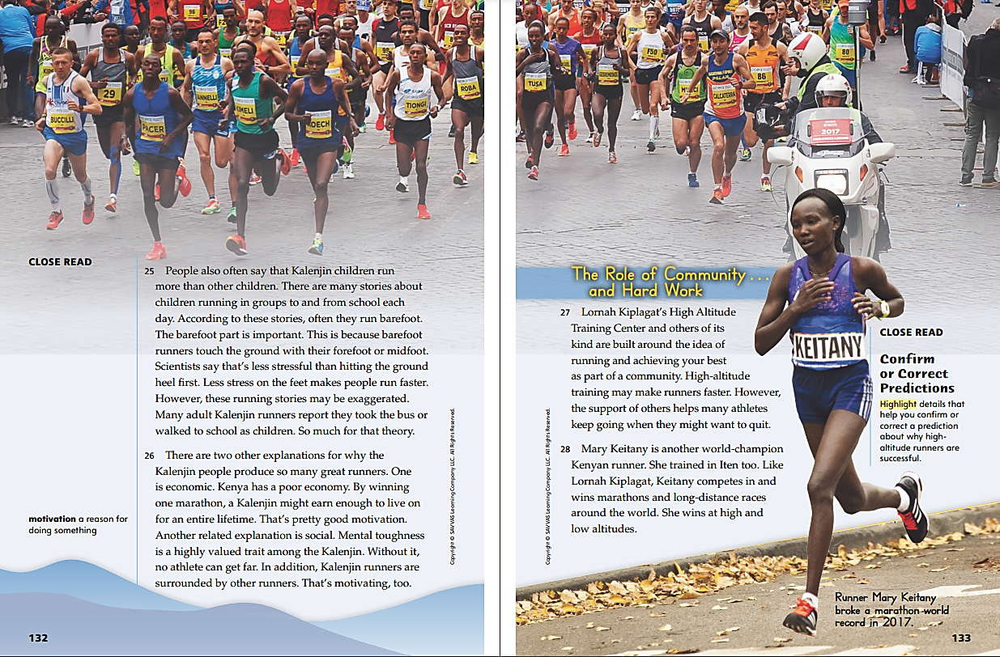 96
KIPR
29
98
BUCCILLI
PACER
IANNELLI
KIMELI
KOECH
TIONGI
ROBA
CLOSE READ
25 People also often say that Kalenjin children run
more than other children. There are many stories about
children running in groups to and from school each
day. According to these stories, often they run barefoot.
The barefoot part is important. This is because barefoot
runners touch the ground with their forefoot or midfoot.
Scientists say that’s less stressful than hitting the ground
heel first. Less stress on the feet makes people run faster.
However, these running stories may be exaggerated.
Many adult Kalenjin runners report they took the bus or
walked to school as children. So much for that theory.
26 There are two other explanations for why the
Kalenjin people produce so many great runners. One
is economic. Kenya has a poor economy. By winning
one marathon, a Kalenjin might earn enough to live on
for an entire lifetime. That’s pretty good motivation.
Another related explanation is social. Mental toughness
is a highly valued trait among the Kalenjin. Without it,
no athlete can get far. In addition, Kalenjin runners are
surrounded by other runners. That’s motivating, too.
motivation a reason for
doing something
Copyright © SAVVAS Learning Company LLC. All Rights Reserved.
132
TUSA
F50
CALCATERRA
86
80
2017
The Role of Community . . .
and Hard Work
27 Lornah Kiplagat’s High Altitude
Training Center and others of its
kind are built around the idea of
running and achieving your best
as part of a community. High-altitude
training may make runners faster. However,
the support of others helps many athletes
keep going when they might want to quit.
28 Mary Keitany is another world-champion
Kenyan runner. She trained in Iten too. Like
Lornah Kiplagat, Keitany competes in and
wins marathons and long-distance races
around the world. She wins at high and
low altitudes.
Copyright © SAVVAS Learning Company LLC. All Rights Reserved.
KEITANY
CLOSE READ
Confirm
or Correct
Predictions
Highlight details that
help you confirm or
correct a prediction
about why high-
altitude runners are
successful.
Runner Mary Keitany
broke a marathon world
record in 2017.
133